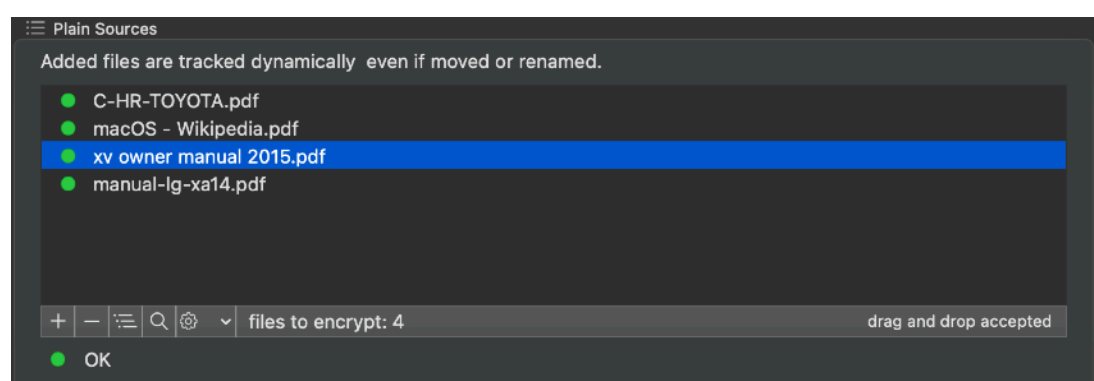 Plain Sources
Added files are tracked dynamically  even if moved or renamed.
C-HR-TOYOTA.pdf
macOS - Wikipedia.pdf
xv owner manual 2015.pdf
manual-lg-xa14.pdf
files to encrypt: 4 drag and drop accepted
OK